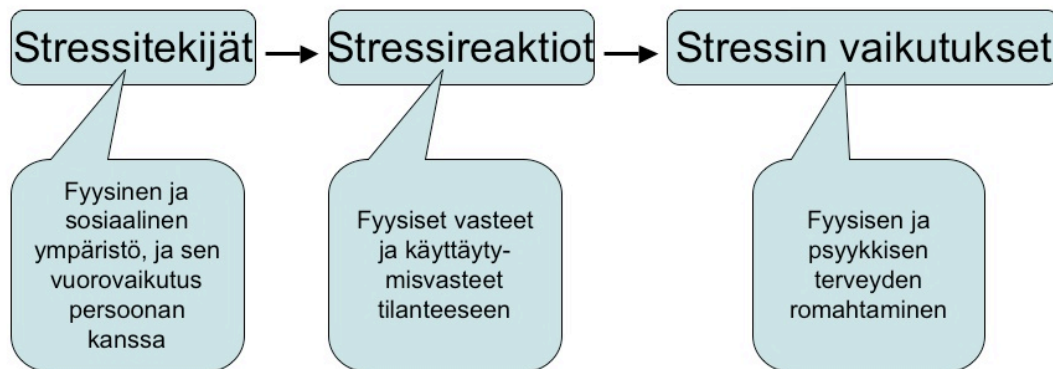 Stressitekijät
Stressireaktiot
Stressin vaikutukset
Fyysinen ja
sosiaalinen
ympäristö, ja sen
vuorovaikutus
persoonan
kanssa
Fyysiset vasteet
ja käyttäyty-
misvasteet
tilanteeseen
Fyysisen ja
psyykkisen
terveyden
romahtaminen